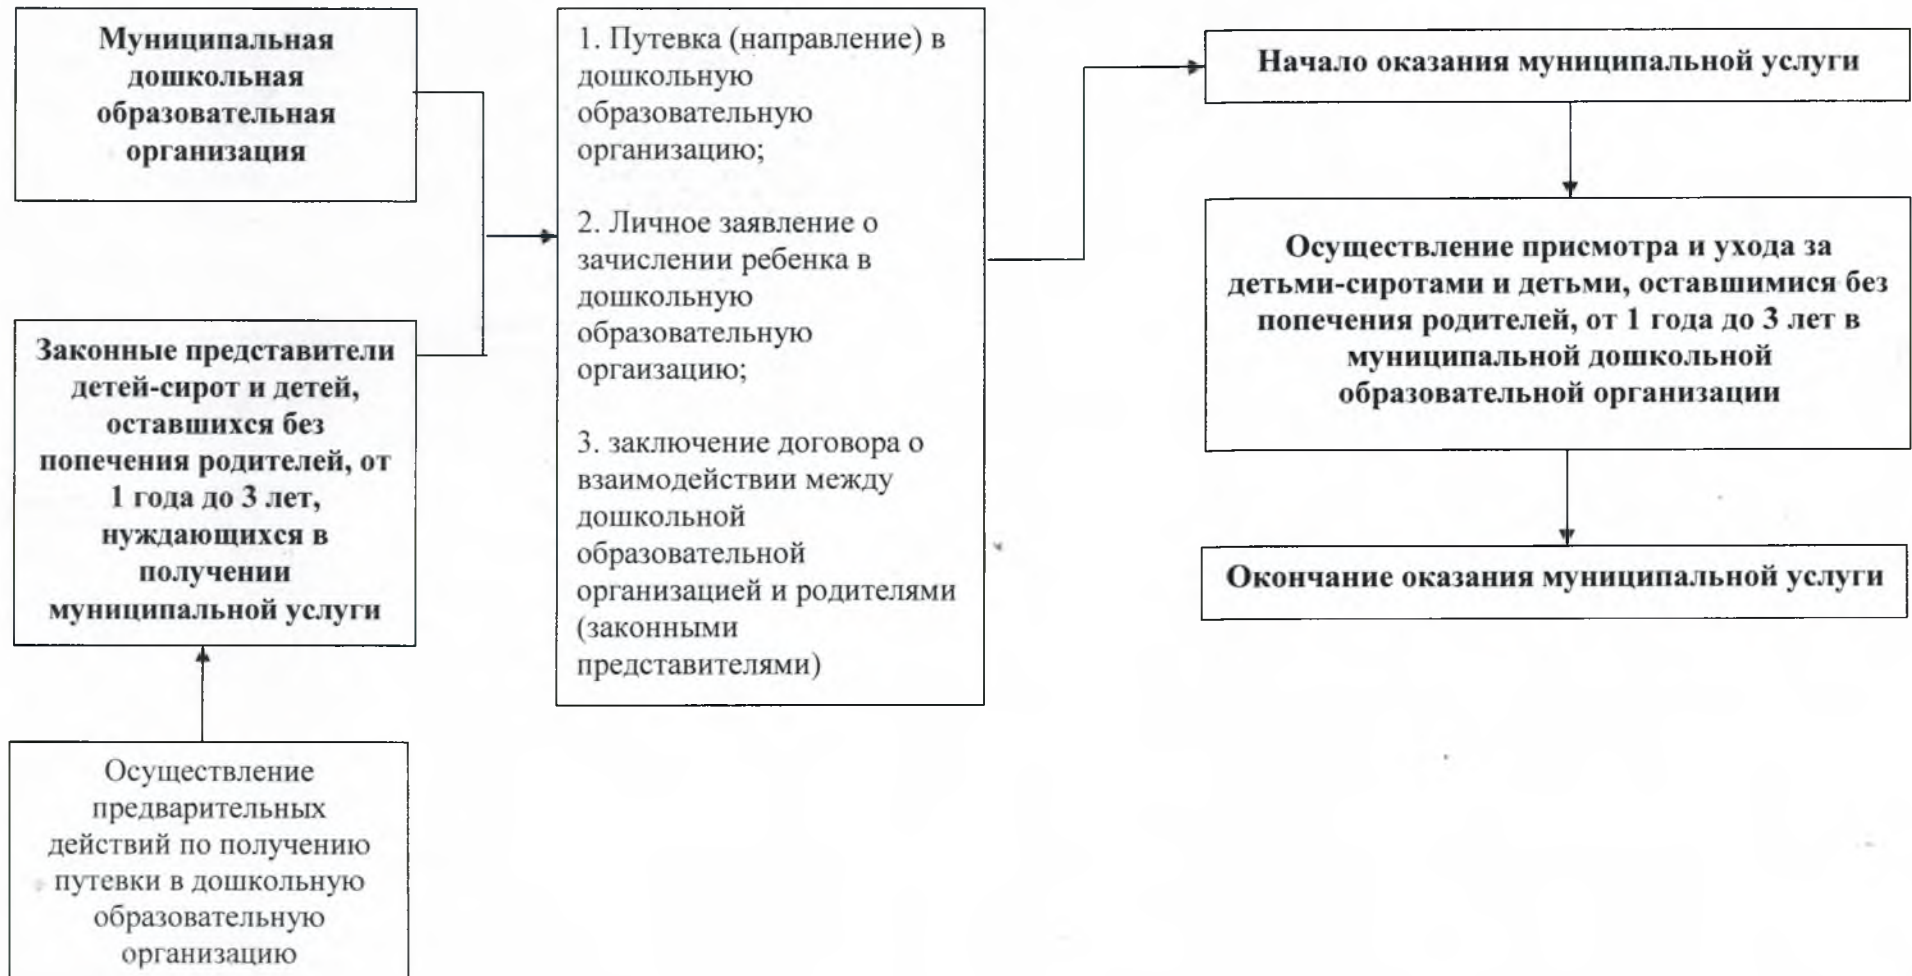 Муниципальная
дошкольная
образовательная
организация
Законные представители
детей-сирот и детей,
оставшихся без
попечения родителей, от
1 года до 3 лет,
нуждающихся в
получении
муниципальной услуги
Осуществление
предварительных
действий по получению
путевки в дошкольную
образовательную
организацию
1. Путевка (направление) в
дошкольную
образовательную
организацию;
2. Личное заявление о
зачислении ребенка в
дошкольную
образовательную
оргаизацию;
3. заключение договора о
взаимодействии между
дошкольной
образовательной
организацией и родителями
(законными
представителями)
Начало оказания муниципальной услуги
Осуществление присмотра и ухода за
детьми-сиротами и детьми, оставшимися без
попечения родителей, от 1 года до 3 лет в
муниципальной дошкольной
образовательной организации
Окончание оказания муниципальной услуги